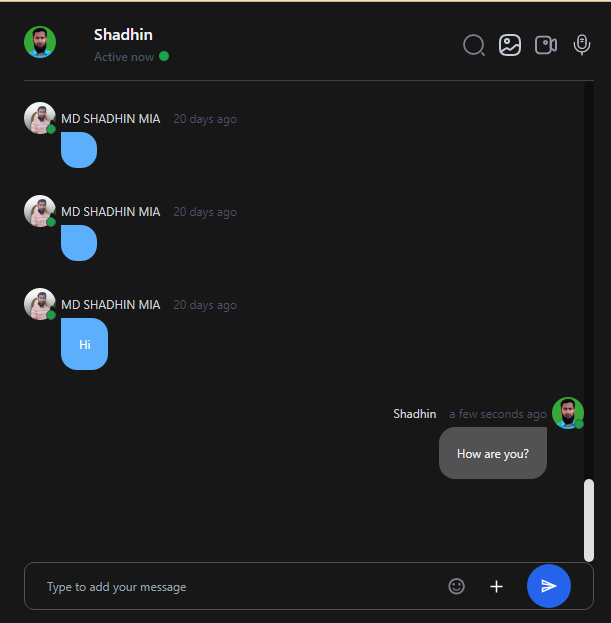 Shadhin
Active now
MD SHADHIN MIA 20 days ago
MD SHADHIN MIA 20 days ago
MD SHADHIN MIA 20 days ago
Hi
Shadhin a few seconds ago
How are you?
Type to add your message